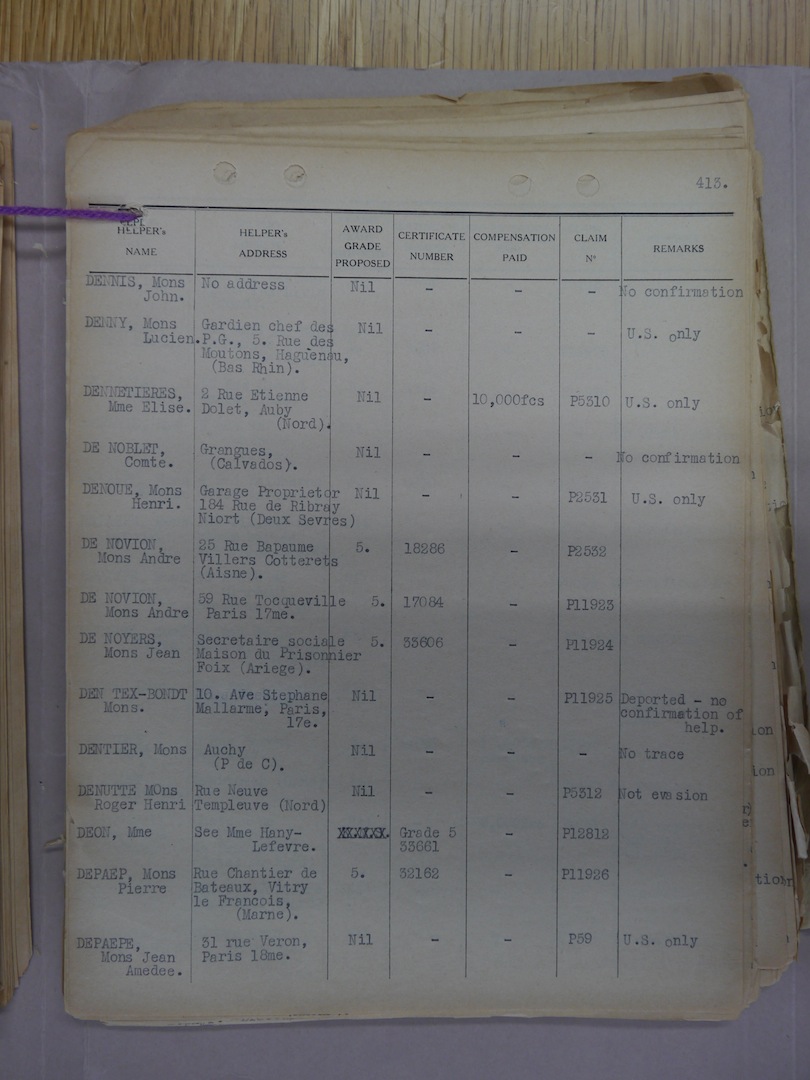 413.
HELPER's NAME | HELPER's ADDRESS | AWARD GRADE PROPOSED | CERTIFICATE NUMBER | COMPENSATION PAID | CLAIM Nº | REMARKS
DENNIS, Mons | No address | Nil | - | - | - | No confirmation
John.
DENNY, Mons | Gardien chef des | Nil | - | - | - | U.S. only
Lucien. | P.G., 5. Rue des
Moutons, Haguenau,
(Bas Rhin).
DENNETIERES, | 2 Rue Etienne | Nil | - | 10,000fcs | P5310 | U.S. only
Mme Elise. | Dolet, Auby
(Nord).
DE NOBLET, | Grangues, | Nil | - | - | - | No confirmation
Comte. | (Calvados).
DENOUE, Mons | Garage Proprietor | Nil | - | - | P2531 | U.S. only
Henri. | 184 Rue de Ribray
Niort (Deux Sevres)
DE NOVION, | 25 Rue Bapaume | 5. | 18286 | - | P2532
Mons Andre | Villers Cotterets
(Aisne).
DE NOVION, | 59 Rue Tocqueville | 5. | 17084 | - | P11923
Mons Andre | Paris 17me.
DE NOYERS, | Secretaire sociale | 5. | 33606 | - | P11924
Mons Jean | Maison du Prisonnier
Foix (Ariege).
DEN TEX-BONDT | 10. Ave Stephane | Nil | - | - | P11925 | Deported - no
Mons. | Mallarme, Paris, | confirmation of
17e. | help.
DENTIER, Mons | Auchy | Nil | - | - | - | No trace
(P de C).
DENUTTE MOns | Rue Neuve | Nil | - | - | P5312 | Not evasion
Roger Henri | Templeuve (Nord)
DEON, Mme | See Mme Hany- | XXXXXX. | Grade 5 | - | P12812
Lefevre. | 33661
DEPAEP, Mons | Rue Chantier de | 5. | 32162 | - | P11926
Pierre | Bateaux, Vitry
le Francois,
(Marne).
DEPAEPE, | 31 rue Veron, | Nil | - | - | P59 | U.S. only
Mons Jean | Paris 18me.
Amedee.